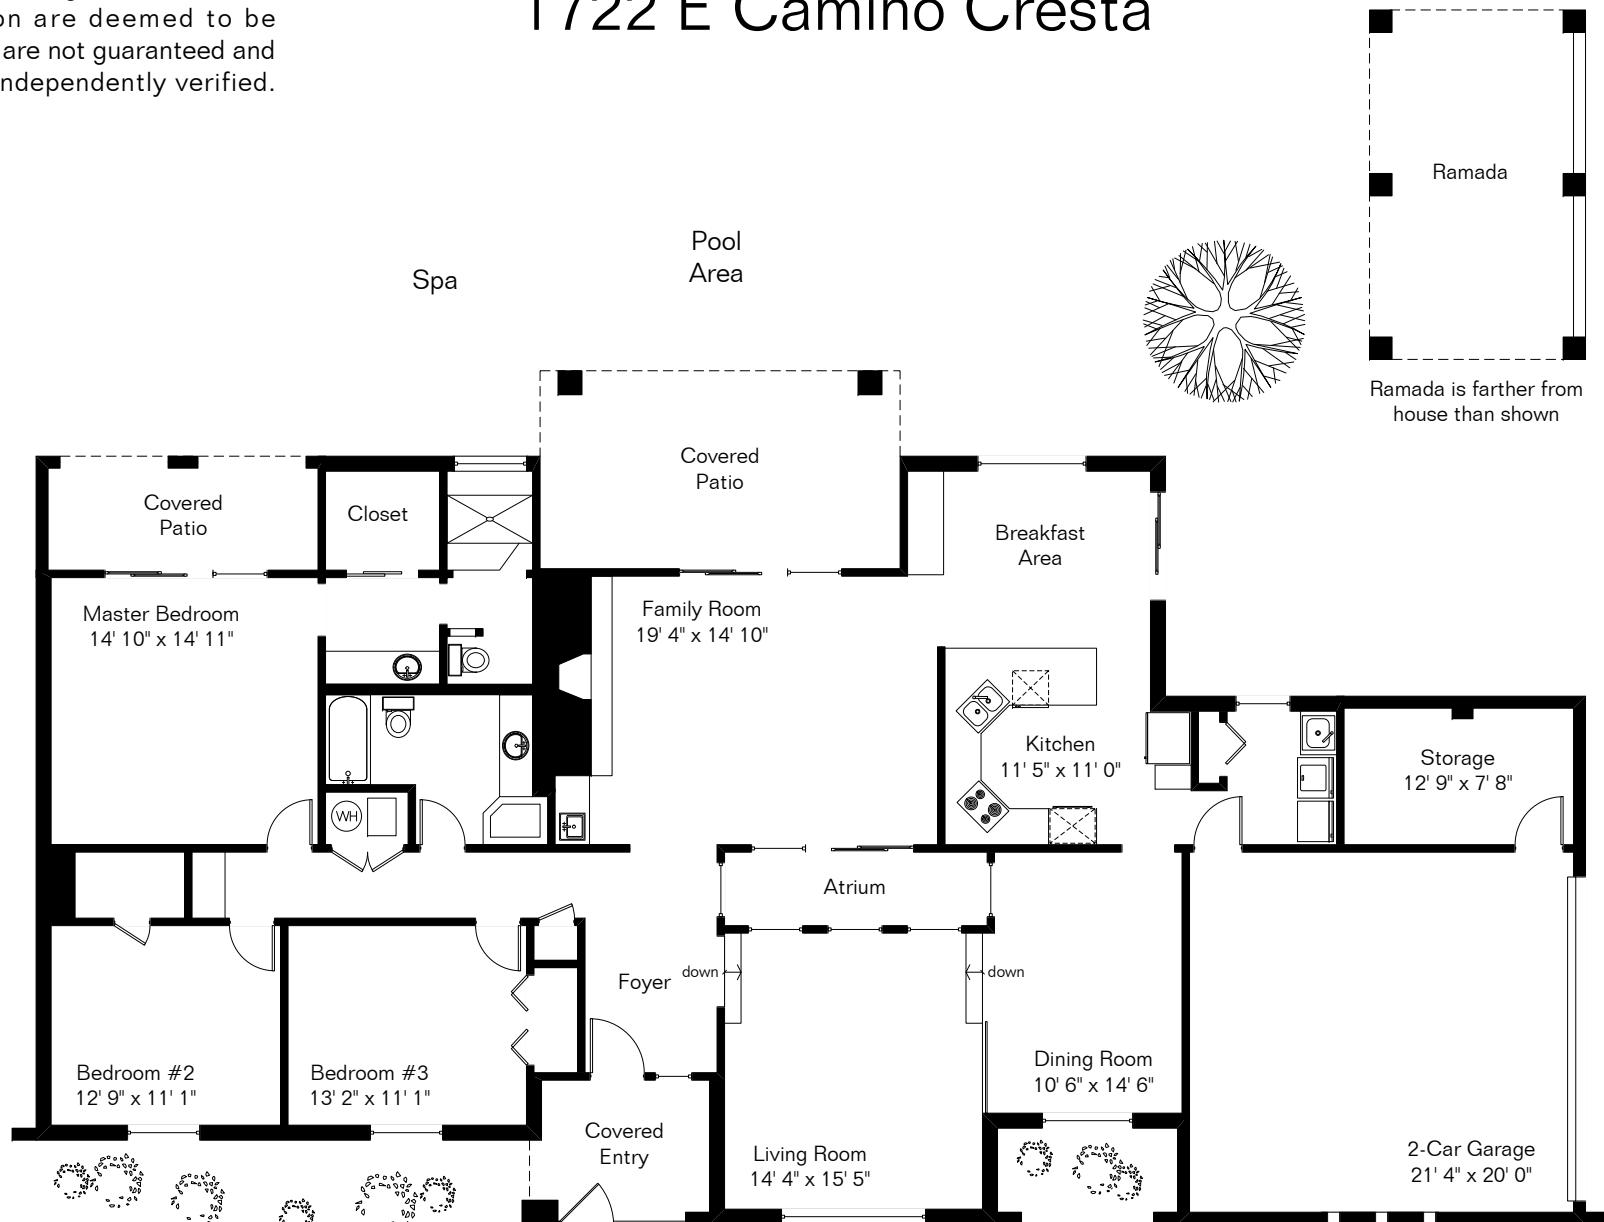 on are deemed to be
are not guaranteed and
ndependently verified.
1722 E Camino Cresta
Ramada
Pool
Area
Spa
Ramada is farther from
house than shown
Covered
Patio
Covered
Patio
Closet
Breakfast
Area
Master Bedroom
14' 10" x 14' 11"
Family Room
19' 4" x 14' 10"
Kitchen
11' 5" x 11' 0"
Storage
12' 9" x 7' 8"
WH
Atrium
Foyer
down
down
Bedroom #2
12' 9" x 11' 1"
Bedroom #3
13' 2" x 11' 1"
Dining Room
10' 6" x 14' 6"
Covered
Entry
Living Room
14' 4" x 15' 5"
2-Car Garage
21' 4" x 20' 0"